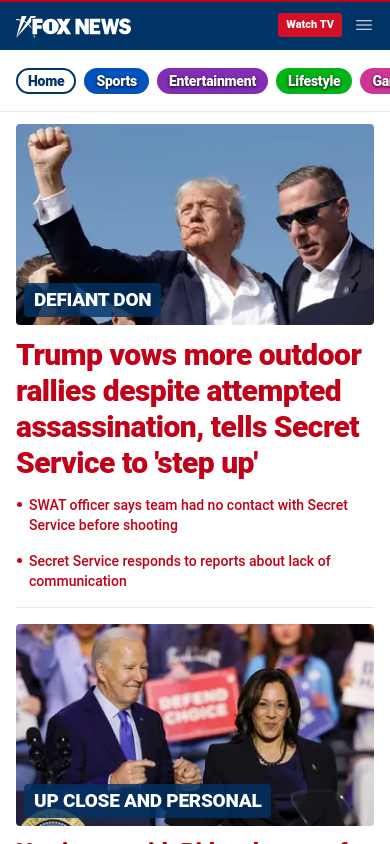 FOX NEWS
Watch TV
Home
Sports
Entertainment
Lifestyle
DEFIANT DON
Trump vows more outdoor
rallies despite attempted
assassination, tells Secret
Service to 'step up'
• SWAT officer says team had no contact with Secret
Service before shooting
• Secret Service responds to reports about lack of
communication
DEFEND
CHOICE
UP CLOSE AND PERSONAL